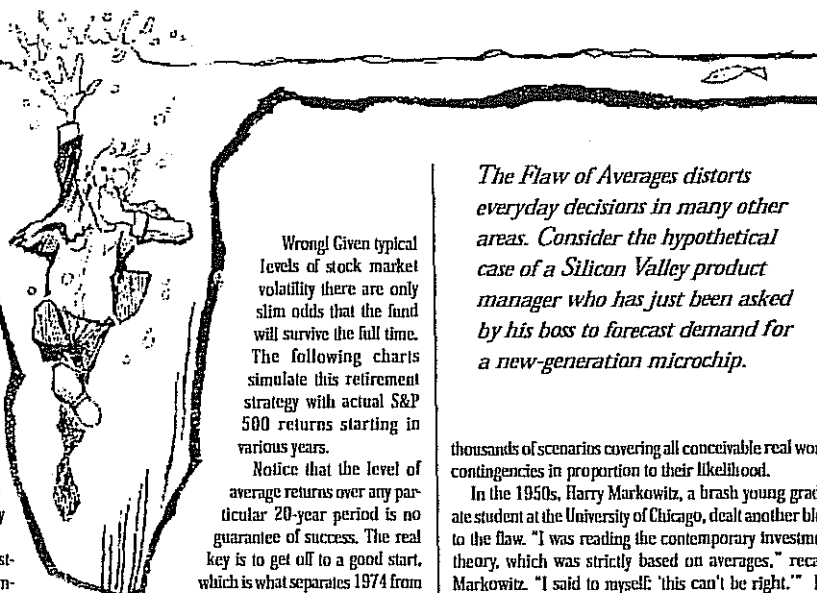 y
st-
m-
Wrong! Given typical
levels of stock market
volatility there are only
slim odds that the fund
will survive the full time.
The following charts
simulate this retirement
strategy with actual S&P
500 returns starting in
various years.
Notice that the level of
average returns over any par-
ticular 20-year period is no
guarantee of success. The real
key is to get off to a good start,
which is what separates 1974 from
The Flaw of Averages distorts
everyday decisions in many other
areas. Consider the hypothetical
case of a Silicon Valley product
manager who has just been asked
by his boss to forecast demand for
a new-generation microchip.
thousands of scenarios covering all conceivable real wor
contingencies in proportion to their likelihood.
In the 1950s, Harry Markowitz, a brash young grad
ate student at the University of Chicago, dealt another bl
to the flaw. "I was reading the contemporary investme
theory, which was strictly based on averages," reca
Markowitz. "I said to myself: 'this can't be right.'"